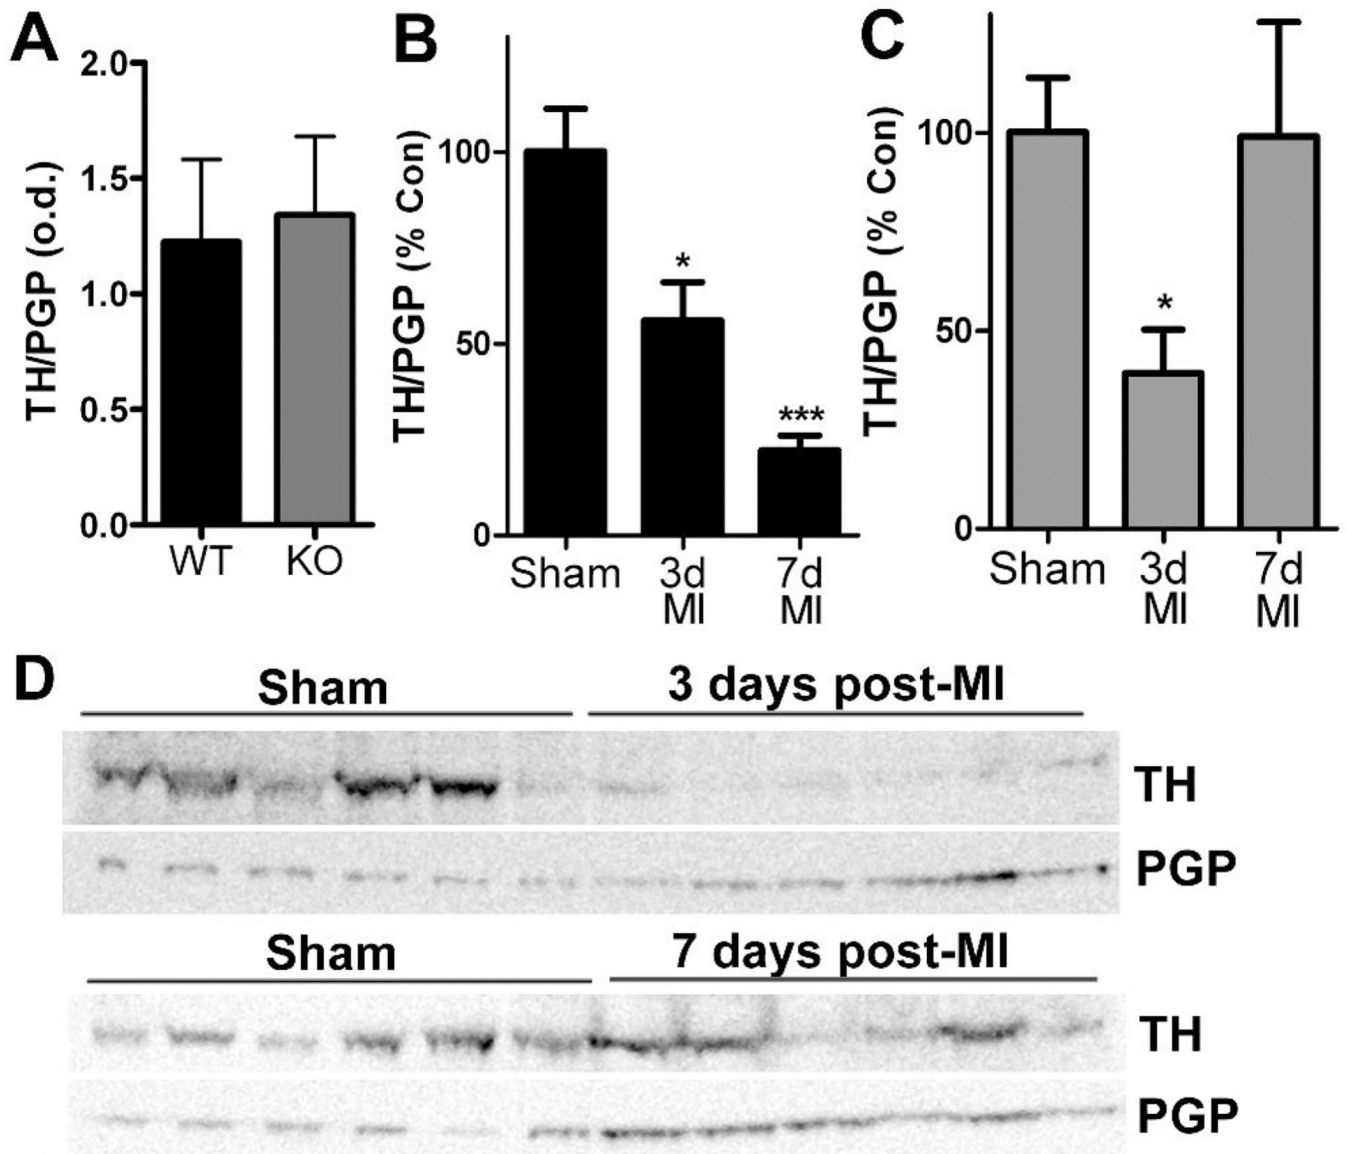 A
TH/PGP (o.d.)
2.0
1.5
1.0
0.5
0.0
WT KO
B
TH/PGP (% Con)
100
50
0
*
***
Sham 3d 7d
MI MI
C
TH/PGP (% Con)
100
50
0
*
Sham 3d 7d
MI MI
D
Sham 3 days post-MI
TH
PGP
Sham 7 days post-MI
TH
PGP